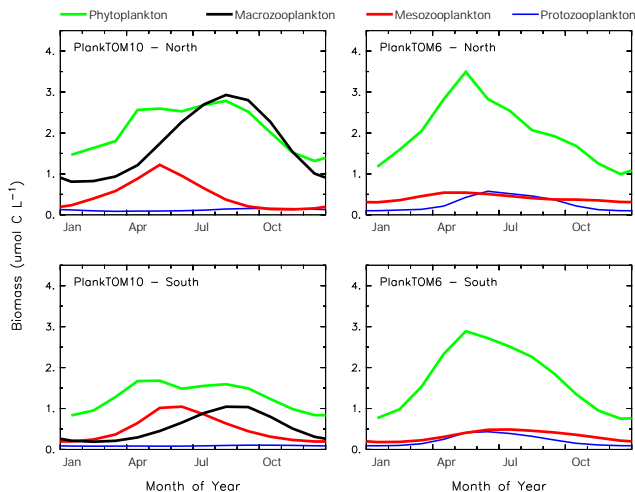 Phytoplankton Macrozooplankton Mesozooplankton Protozooplankton
PlankTOM10 – North
4.
3.
2.
1.
0.
Jan Apr Jul Oct
PlankTOM6 – North
4.
3.
2.
1.
0.
Jan Apr Jul Oct
Biomass (umol C L⁻¹)
PlankTOM10 – South
4.
3.
2.
1.
0.
Jan Apr Jul Oct
Month of Year
PlankTOM6 – South
4.
3.
2.
1.
0.
Jan Apr Jul Oct
Month of Year